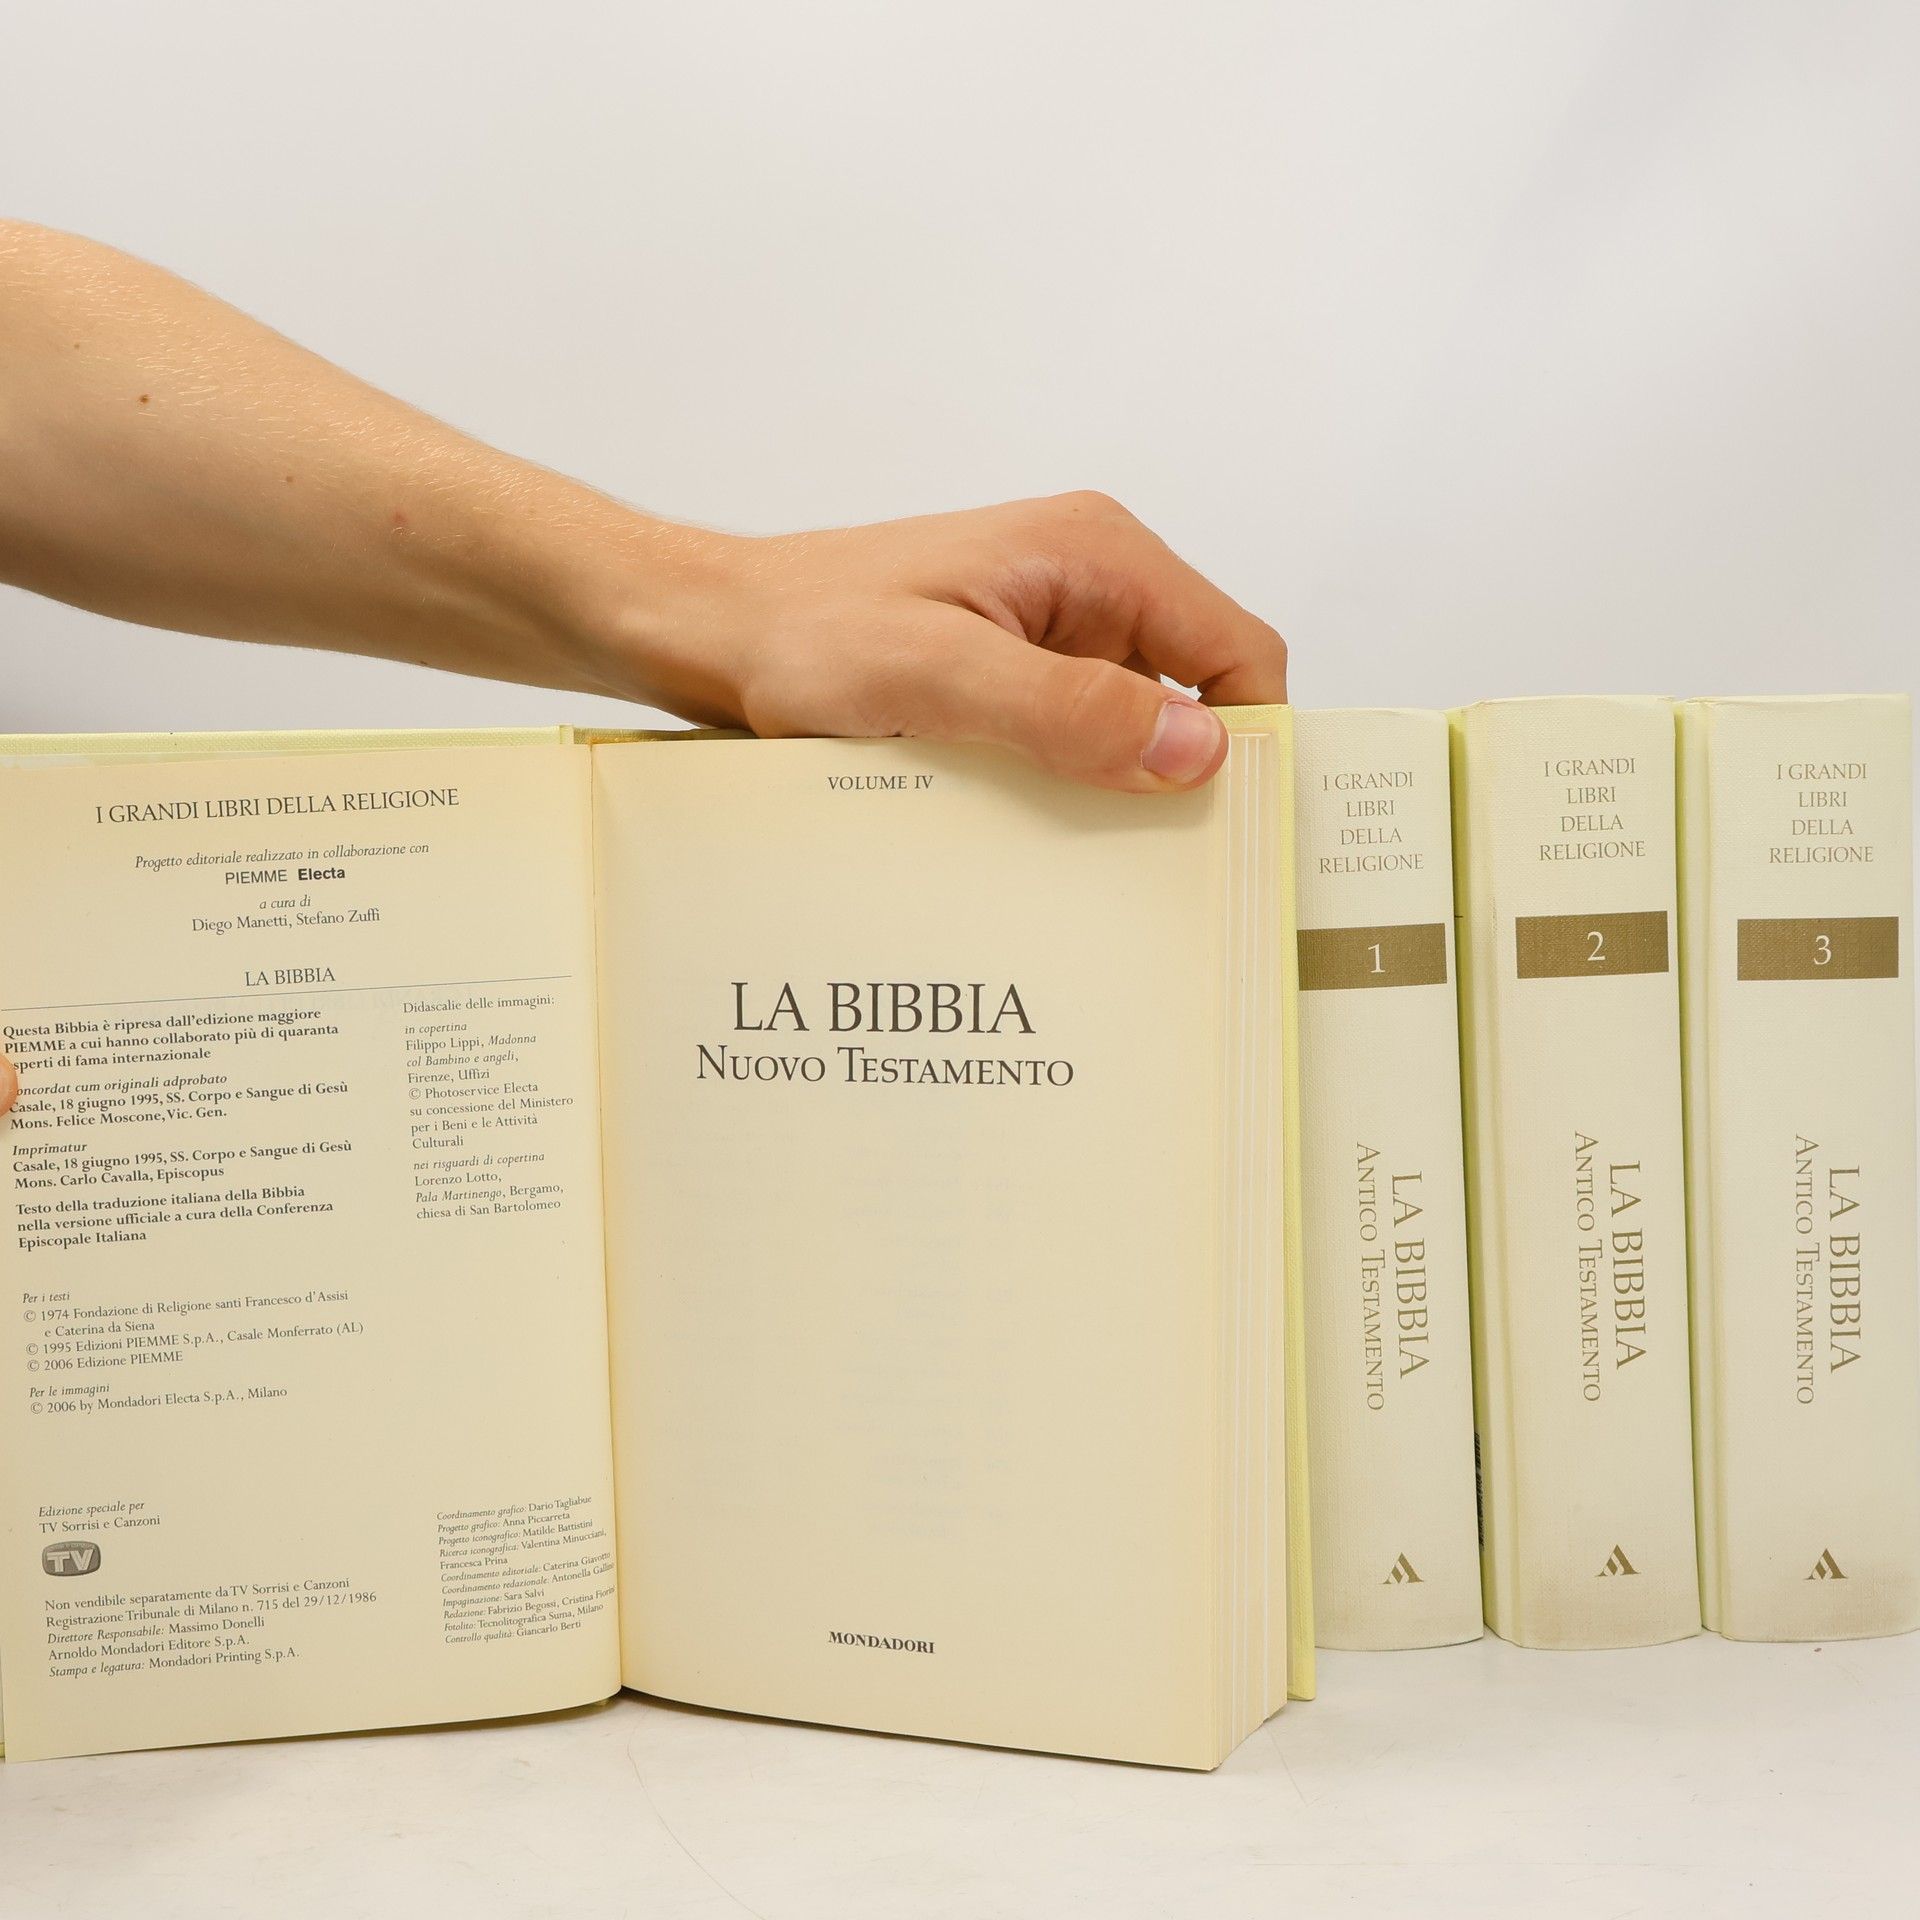 I GRANDI LIBRI DELLA RELIGIONE
Progetto editoriale realizzato in collaborazione con
PIEMME Electa
a cura di
Diego Manetti, Stefano Zuffi
LA BIBBIA
Questa Bibbia è ripresa dall'edizione maggiore
PIEMME a cui hanno collaborato più di quaranta
sperti di fama internazionale
oncordat cum originali adprobato
Casale, 18 giugno 1995, SS. Corpo e Sangue di Gesù
Mons. Felice Moscone, Vic. Gen.
Imprimatur
Casale, 18 giugno 1995, SS. Corpo e Sangue di Gesù
Mons. Carlo Cavalla, Episcopus
Testo della traduzione italiana della Bibbia
nella versione ufficiale a cura della Conferenza
Episcopale Italiana
Per i testi
© 1974 Fondazione di Religione santi Francesco d'Assisi
e Caterina da Siena
© 1995 Edizioni PIEMME S.p.A., Casale Monferrato (AL)
© 2006 Edizione PIEMME
Per le immagini
© 2006 by Mondadori Electa S.p.A., Milano
Edizione speciale per
TV Sorrisi e Canzoni
TV
Non vendibile separatamente da TV Sorrisi e Canzoni
Registrazione Tribunale di Milano n. 715 del 29/12/1986
Direttore Responsabile: Massimo Donelli
Arnoldo Mondadori Editore S.p.A.
Stampa e legatura: Mondadori Printing S.p.A.
Didascalie delle immagini:
in copertina
Filippo Lippi, Madonna
col Bambino e angeli,
Firenze, Uffizi
© Photoservice Electa
su concessione del Ministero
per i Beni e le Attività
Culturali
nei risguardi di copertina
Lorenzo Lotto,
Pala Martinengo, Bergamo,
chiesa di San Bartolomeo
Coordinamento grafico: Dario Tagliabue
Progetto grafico: Anna Piccarreta
Progetto iconografico: Matilde Battistini
Ricerca iconografica: Valentina Minucciani,
Francesca Prina
Coordinamento editoriale: Caterina Giavotto
Coordinamento redazionale: Antonella Gallino
Impaginazione: Sara Salvi
Redazione: Fabrizio Begossi, Cristina Fiorini
Fotolito: Tecnolitografica Suma, Milano
Controllo qualità: Giancarlo Berti
VOLUME IV
LA BIBBIA
NUOVO TESTAMENTO
MONDADORI
I GRANDI
LIBRI
DELLA
RELIGIONE
1
LA BIBBIA
ANTICO TESTAMENTO
I GRANDI
LIBRI
DELLA
RELIGIONE
2
LA BIBBIA
ANTICO TESTAMENTO
I GRANDI
LIBRI
DELLA
RELIGIONE
3
LA BIBBIA
ANTICO TESTAMENTO